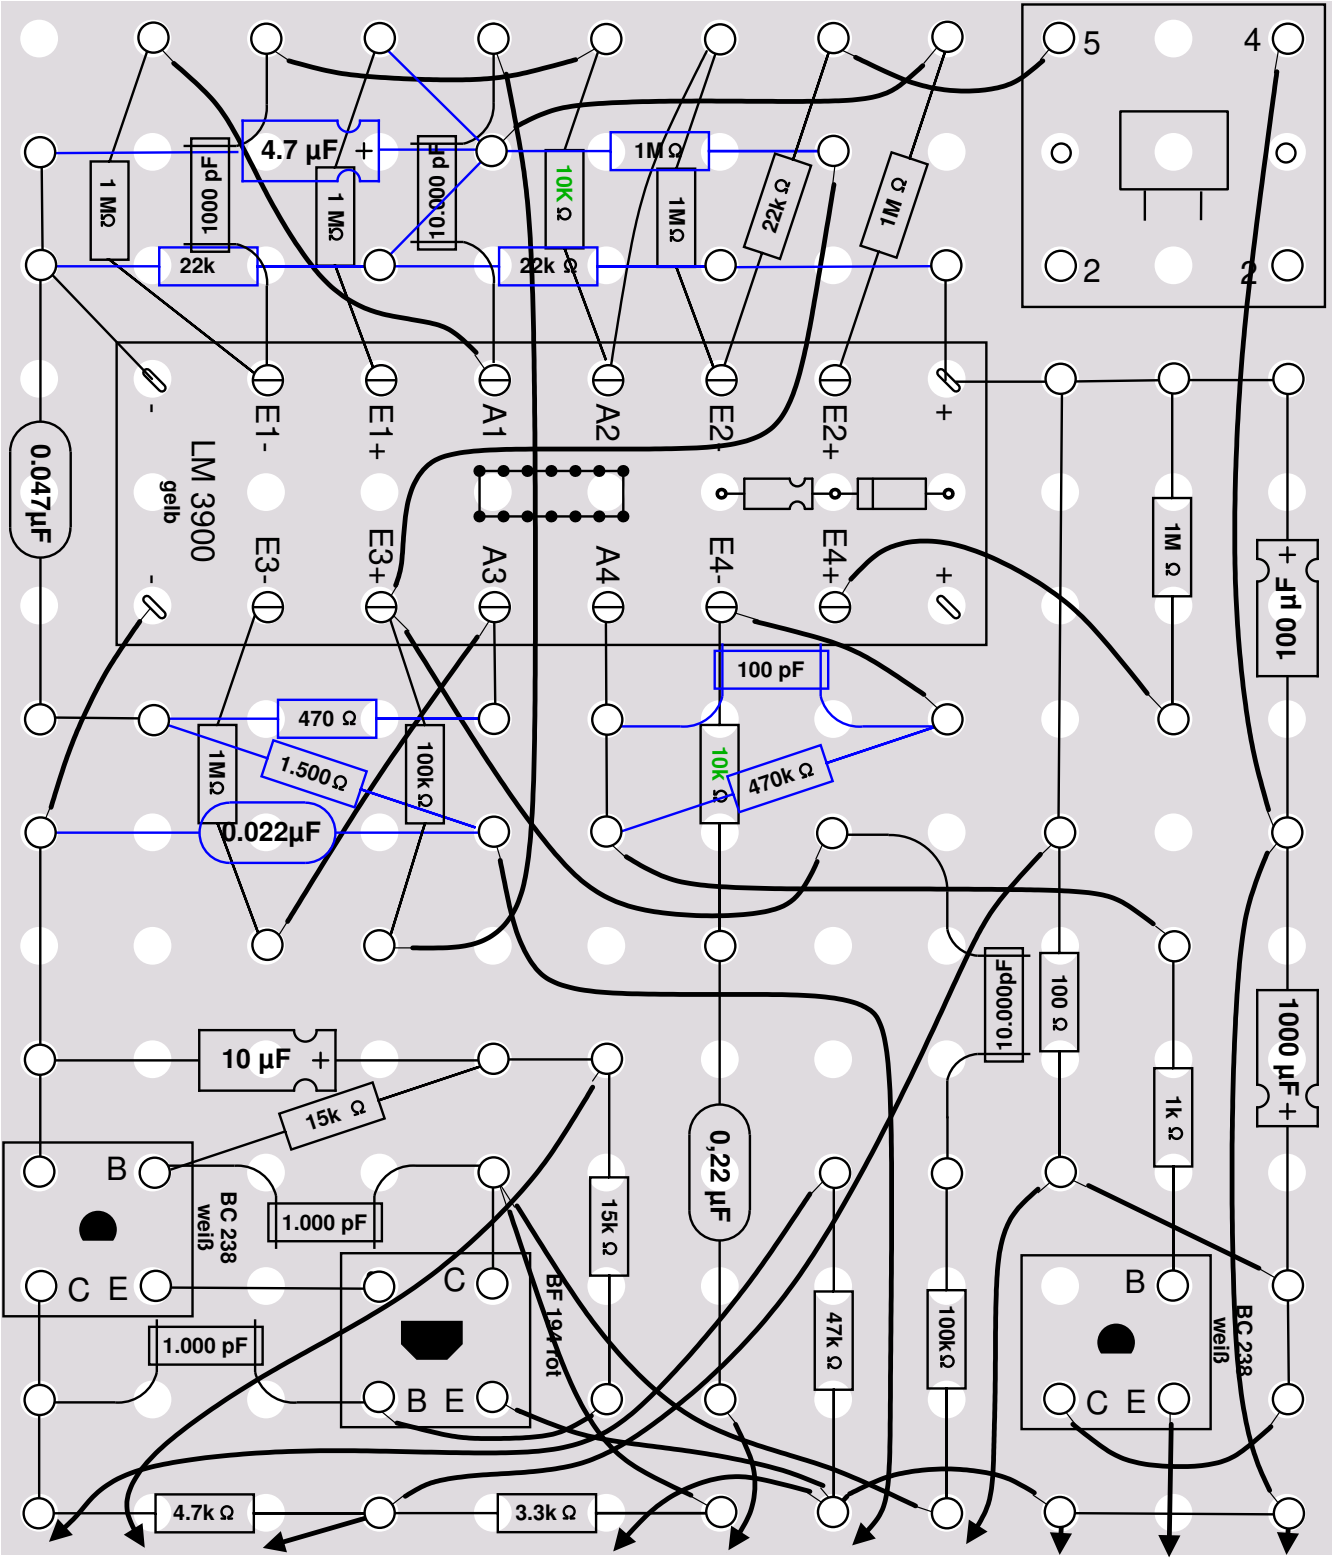 5
4
4.7 µF +
1 MΩ
1000 pF
1 MΩ
10.000 pF
10K Ω
1M Ω
1MΩ
22k Ω
1M Ω
22k
22k Ω
2
2
-
E1-
E1+
A1
A2
E2-
E2+
+
LM 3900
gelb
0.047µF
-
E3-
E3+
A3
A4
E4-
E4+
+
1M Ω
+
100 µF
100 pF
470 Ω
1MΩ
1.500Ω
100k Ω
10k Ω
470k Ω
0.022µF
10.000pF
100 Ω
10 µF +
15k Ω
1000 µF
+
1k Ω
0,22 µF
B
C
E
BC 238
weiß
1.000 pF
15k Ω
C
B
E
BF 194 rot
1.000 pF
47k Ω
100kΩ
B
C
E
BC 238
weiß
4.7k Ω
3.3k Ω